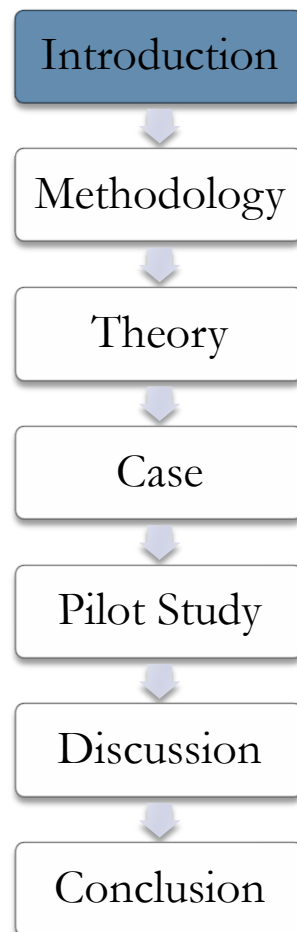 Introduction
Methodology
Theory
Case
Pilot Study
Discussion
Conclusion